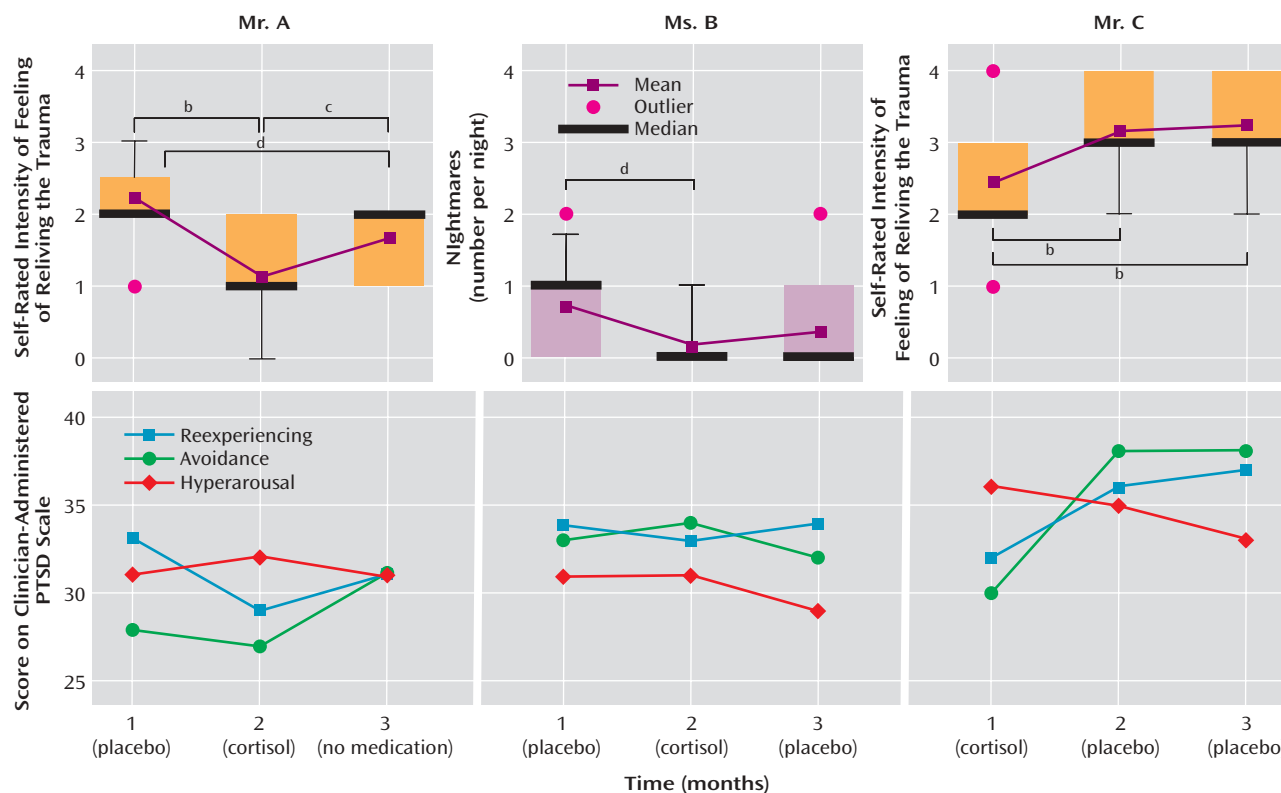 Mr. A
Ms. B
Mr. C
Self-Rated Intensity of Feeling
of Reliving the Trauma
4
3
2
1
0
b
c
d
NIghtmares
(number per night)
4
3
2
1
0
Mean
Outlier
Median
d
Self-Rated Intensity of
Feeling of Reliving the Trauma
4
3
2
1
0
b
b
Score on Clinician-Administered
PTSD Scale
40
35
30
25
Reexperiencing
Avoidance
Hyperarousal
1 2 3
(placebo) (cortisol) (no medication)
1 2 3
(placebo) (cortisol) (placebo)
1 2 3
(cortisol) (placebo) (placebo
Time (months)